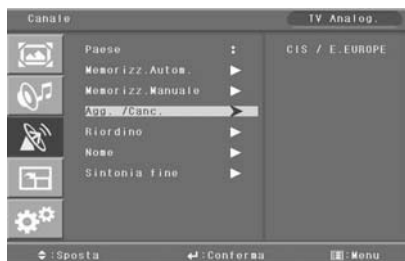 Canale TV Analog.
Paese : CIS / E.EUROPE
Memorizz.Autom.
Memorizz.Manuale
Agg. /Canc.
Riordino
Nome
Sintonia fine
:Sposta :Conferma :Menu